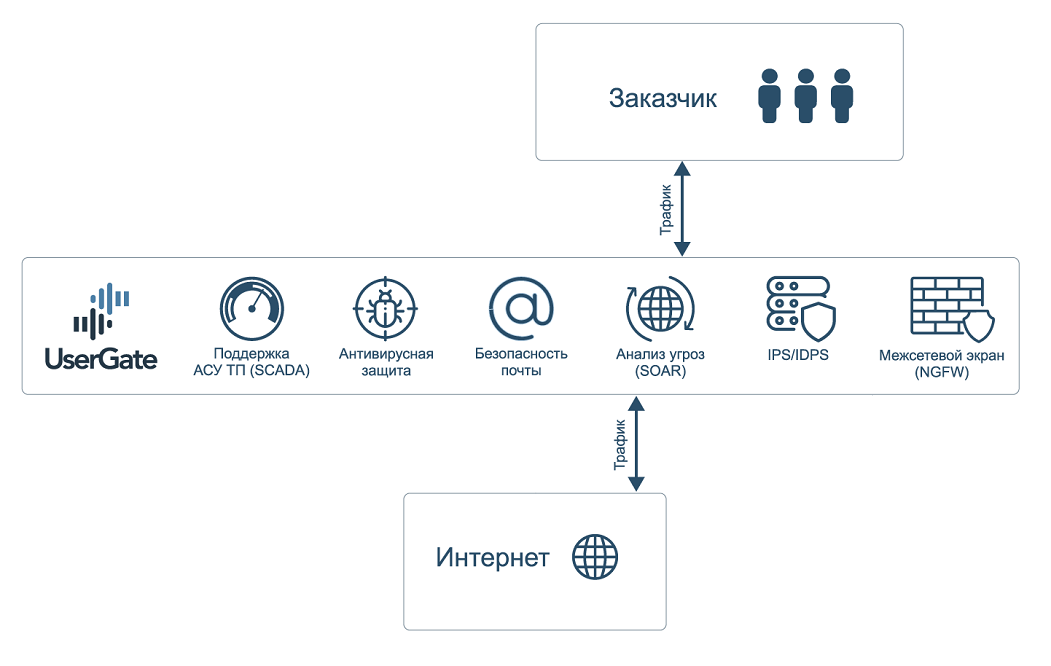 Заказчик
Трафик
UserGate
Поддержка
АСУ ТП (SCADA)
Антивирусная
защита
Безопасность
почты
Анализ угроз
(SOAR)
IPS/IDPS
Межсетевой экран
(NGFW)
Трафик
Интернет